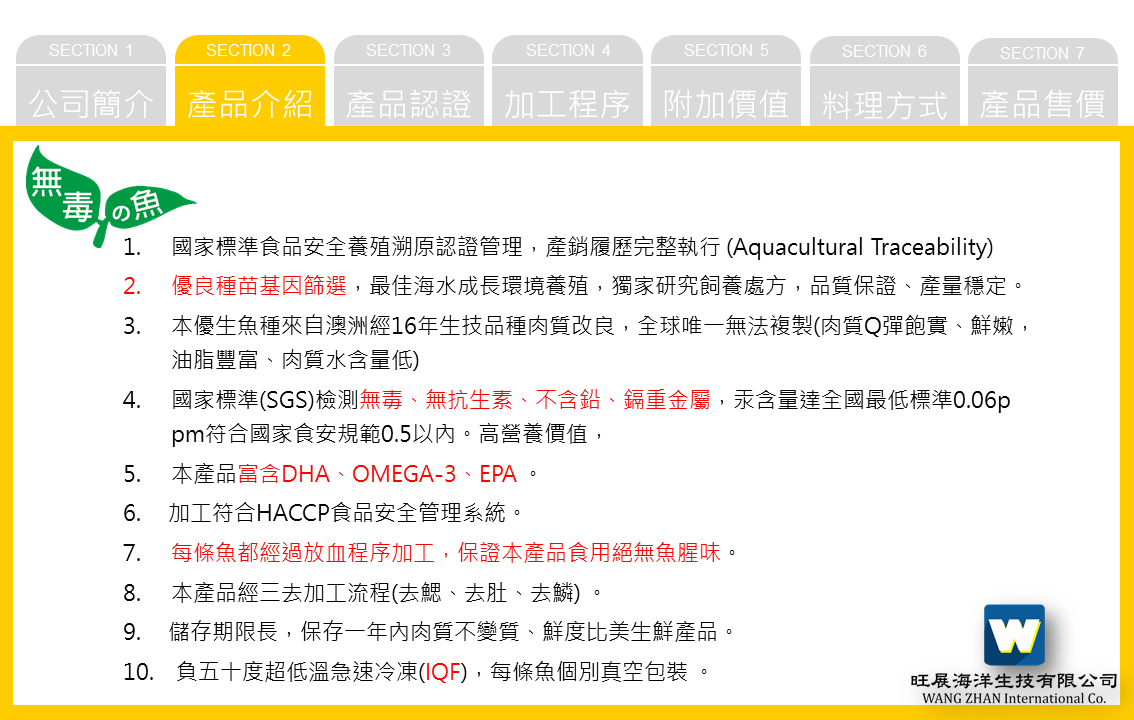 SECTION 1
SECTION 2
SECTION 3
SECTION 4
SECTION 5
SECTION 6
SECTION 7
公司簡介
產品介紹
產品認證
加工程序
附加價值
料理方式
產品售價
無毒の魚
1. 國家標準食品安全養殖溯原認證管理，產銷履歷完整執行 (Aquacultural Traceability)
2. 優良種苗基因篩選，最佳海水成長環境養殖，獨家研究飼養處方，品質保證、產量穩定。
3. 本優生魚種來自澳洲經16年生技品種肉質改良，全球唯一無法複製(肉質Q彈飽實、鮮嫩，
油脂豐富、肉質水含量低)
4. 國家標準(SGS)檢測無毒、無抗生素、不含鉛、鎘重金屬，汞含量達全國最低標準0.06p
pm符合國家食安規範0.5以內。高營養價值，
5. 本產品富含DHA、OMEGA-3、EPA 。
6. 加工符合HACCP食品安全管理系統。
7. 每條魚都經過放血程序加工，保證本產品食用絕無魚腥味。
8. 本產品經三去加工流程(去鰓、去肚、去鱗) 。
9. 儲存期限長，保存一年內肉質不變質、鮮度比美生鮮產品。
10. 負五十度超低溫急速冷凍(IQF)，每條魚個別真空包裝 。
W
旺展海洋生技有限公司
WANG ZHAN International Co.